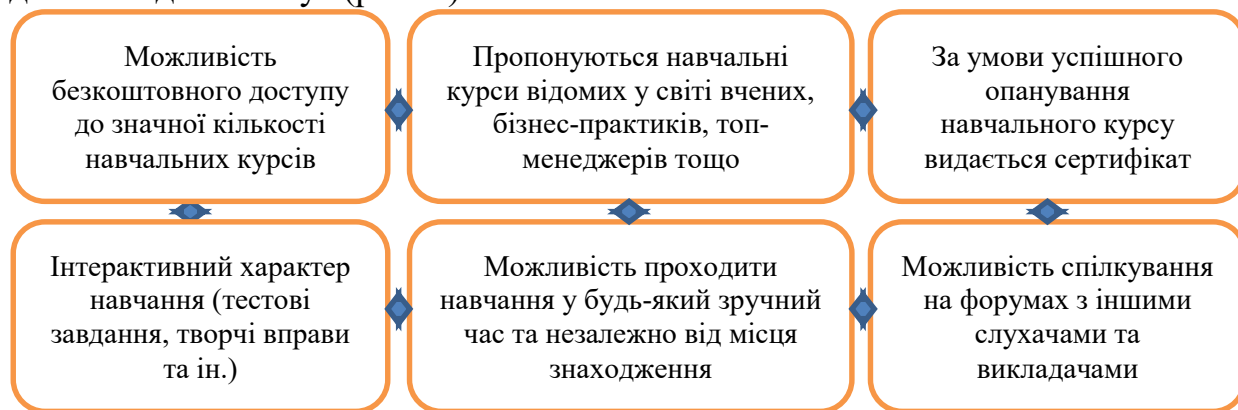 Можливість
безкоштовного доступу
до значної кількості
навчальних курсів
Пропонуються навчальні
курси відомих у світі вчених,
бізнес-практиків, топ-
менеджерів тощо
За умови успішного
опанування
навчального курсу
видається сертифікат
Інтерактивний характер
навчання (тестові
завдання, творчі вправи
та ін.)
Можливість проходити
навчання у будь-який зручний
час та незалежно від місця
знаходження
Можливість спілкування
на форумах з іншими
слухачами та
викладачами